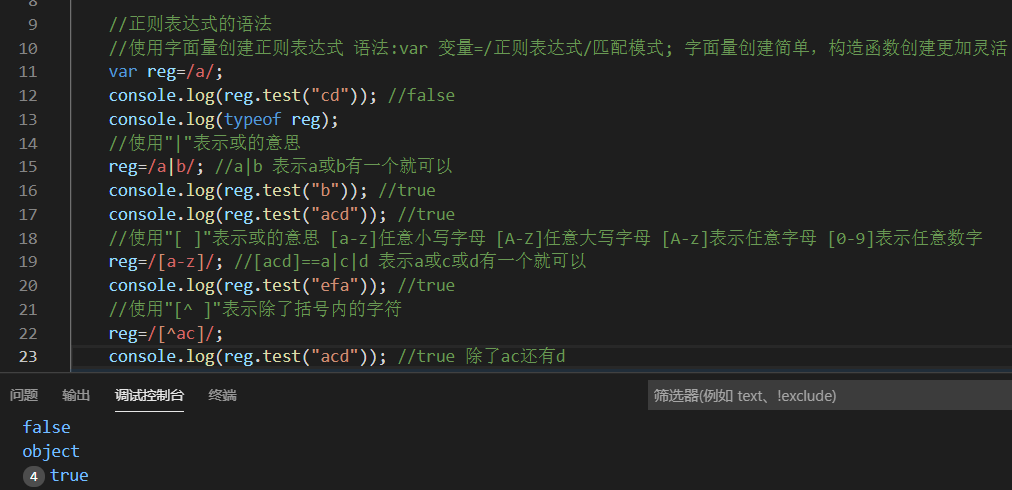 8
9 //正则表达式的语法
10 //使用字面量创建正则表达式 语法:var 变量=/正则表达式/匹配模式; 字面量创建简单，构造函数创建更加灵活
11 var reg=/a/;
12 console.log(reg.test("cd")); //false
13 console.log(typeof reg);
14 //使用"|"表示或的意思
15 reg=/a|b/; //a|b 表示a或b有一个就可以
16 console.log(reg.test("b")); //true
17 console.log(reg.test("acd")); //true
18 //使用"[ ]"表示或的意思 [a-z]任意小写字母 [A-Z]任意大写字母 [A-z]表示任意字母 [0-9]表示任意数字
19 reg=/[a-z]/; //[acd]==a|c|d 表示a或c或d有一个就可以
20 console.log(reg.test("efa")); //true
21 //使用"[^ ]"表示除了括号内的字符
22 reg=/[^ac]/;
23 console.log(reg.test("acd")); //true 除了ac还有d
问题 输出 调试控制台 终端 筛选器(例如 text、!exclude)
false
object
4 true